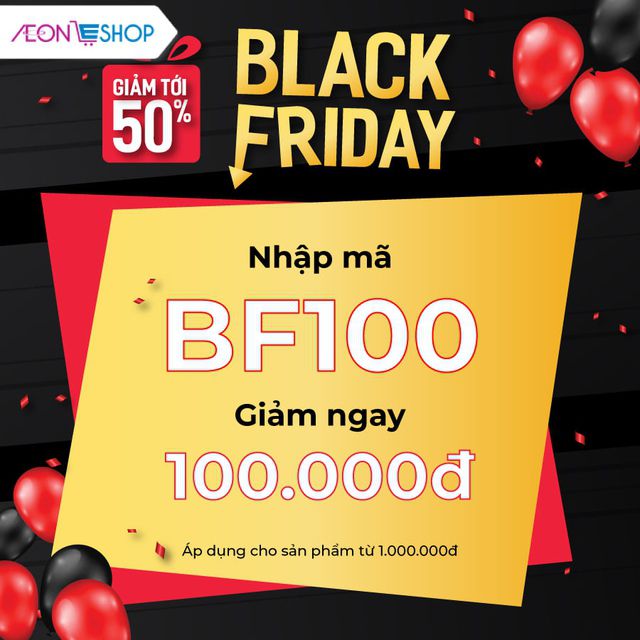 ÆON ESHOP
GIẢM TỚI
50%
BLACK
FRIDAY
Nhập mã
BF100
Giảm ngay
100.000đ
Áp dụng cho sản phẩm từ 1.000.000đ